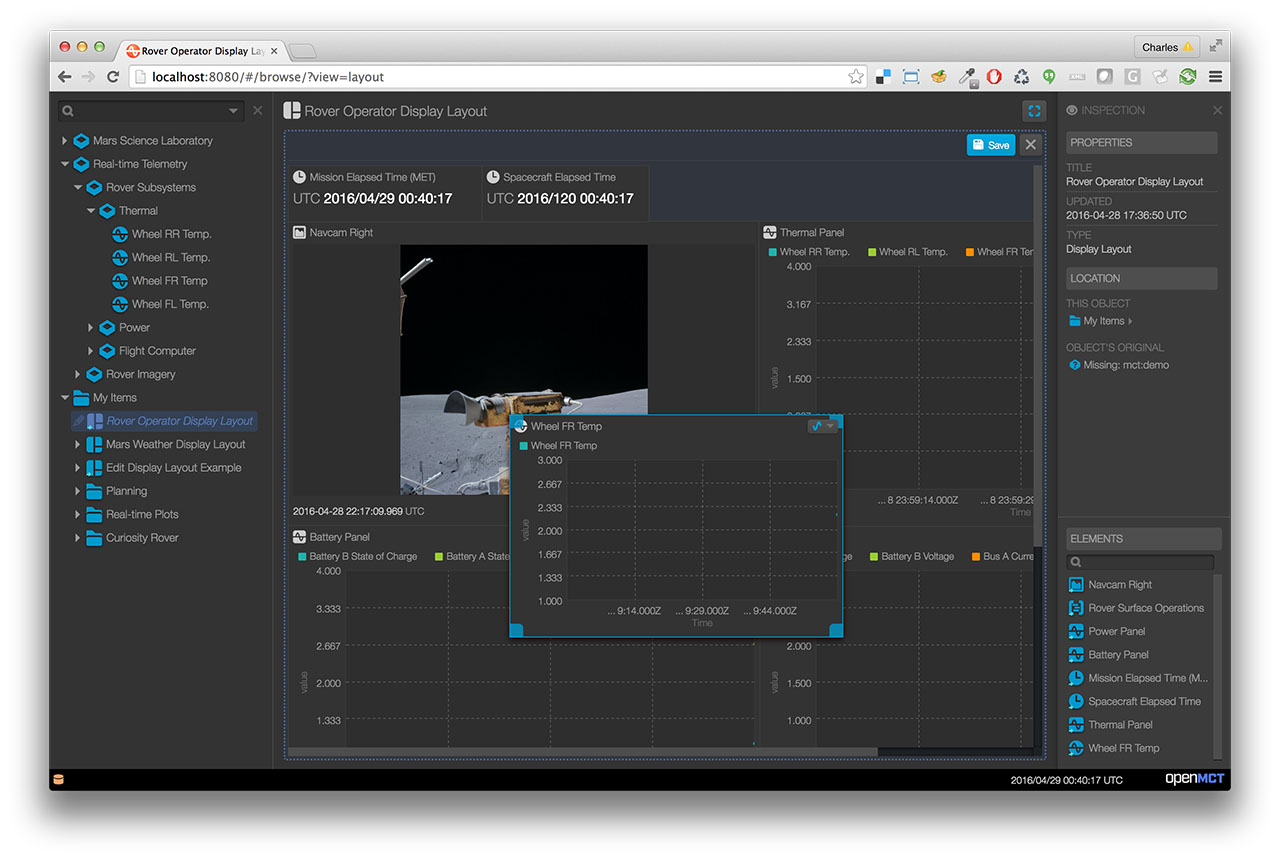 Rover Operator Display La
Charles
localhost:8080/#/browse/?view=layout
Mars Science Laboratory
Real-time Telemetry
Rover Subsystems
Thermal
Wheel RR Temp.
Wheel RL Temp.
Wheel FR Temp
Wheel FL Temp.
Power
Flight Computer
Rover Imagery
My Items
Rover Operator Display Layout
Mars Weather Display Layout
Edit Display Layout Example
Planning
Real-time Plots
Curiosity Rover
Rover Operator Display Layout
Save
Mission Elapsed Time (MET)
UTC 2016/04/29 00:40:17
Spacecraft Elapsed Time
UTC 2016/120 00:40:17
Navcam Right
2016-04-28 22:17:09.969 UTC
Thermal Panel
Wheel RR Temp. Wheel RL Temp. Wheel FR Ter
4.000
3.167
2.333
1.500
value
... 8 23:59:14.000Z ... 8 23:59:29
Time
Wheel FR Temp
Wheel FR Temp
3.000
2.667
2.333
2.000
1.667
1.333
1.000
value
... 9:14.000Z ... 9:29.000Z ... 9:44.000Z
Time
Battery Panel
Battery B State of Charge Battery A State
4.000
3.333
2.667
2.000
1.333
value
ge Battery B Voltage Bus A Curre
2.000
1.500
1.000
value
INSPECTION
PROPERTIES
TITLE
Rover Operator Display Layout
UPDATED
2016-04-28 17:36:50 UTC
TYPE
Display Layout
LOCATION
THIS OBJECT
My Items
OBJECT'S ORIGINAL
Missing: mct:demo
ELEMENTS
Navcam Right
Rover Surface Operations
Power Panel
Battery Panel
Mission Elapsed Time (M...
Spacecraft Elapsed Time
Thermal Panel
Wheel FR Temp
2016/04/29 00:40:17 UTC
openMCT